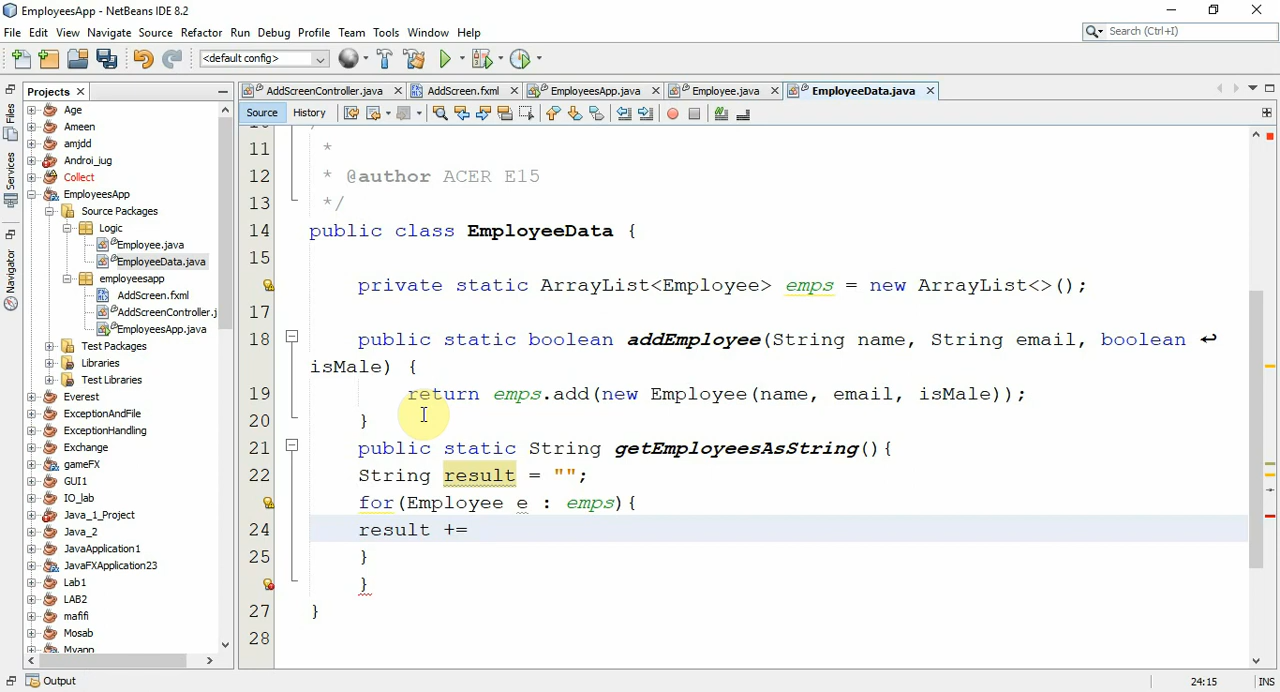 EmployeesApp - NetBeans IDE 8.2
File Edit View Navigate Source Refactor Run Debug Profile Team Tools Window Help
Search (Ctrl+I)
<default config>
Projects
AddScreenController.java
AddScreen.fxml
EmployeesApp.java
Employee.java
EmployeeData.java
Source History
Files
Services
Navigator
Age
Ameen
amjdd
Androi_iug
Collect
EmployeesApp
Source Packages
Logic
Employee.java
EmployeeData.java
employeesapp
AddScreen.fxml
AddScreenController.j
EmployeesApp.java
Test Packages
Libraries
Test Libraries
Everest
ExceptionAndFile
ExceptionHandling
Exchange
gameFX
GUI1
IO_lab
Java_1_Project
Java_2
JavaApplication1
JavaFXApplication23
Lab1
LAB2
mafifi
Mosab
11 *
12 * @author ACER E15
13 */
14 public class EmployeeData {
15
private static ArrayList<Employee> emps = new ArrayList<>();
17
18 public static boolean addEmployee(String name, String email, boolean ↩
isMale) {
19 return emps.add(new Employee(name, email, isMale));
20 }
21 public static String getEmployeesAsString(){
22 String result = "";
for(Employee e : emps){
24 result +=
25 }
}
27 }
28
Output
24:15 INS